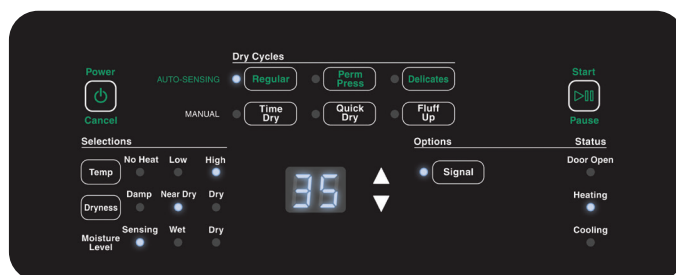 Dry Cycles
Power
Cancel
AUTO-SENSING
Regular
Perm
Press
Delicates
MANUAL
Time
Dry
Quick
Dry
Fluff
Up
Start
Pause
Selections
Temp
No Heat Low High
Dryness
Damp Near Dry Dry
Moisture
Level
Sensing Wet Dry
35
Options
Signal
Status
Door Open
Heating
Cooling